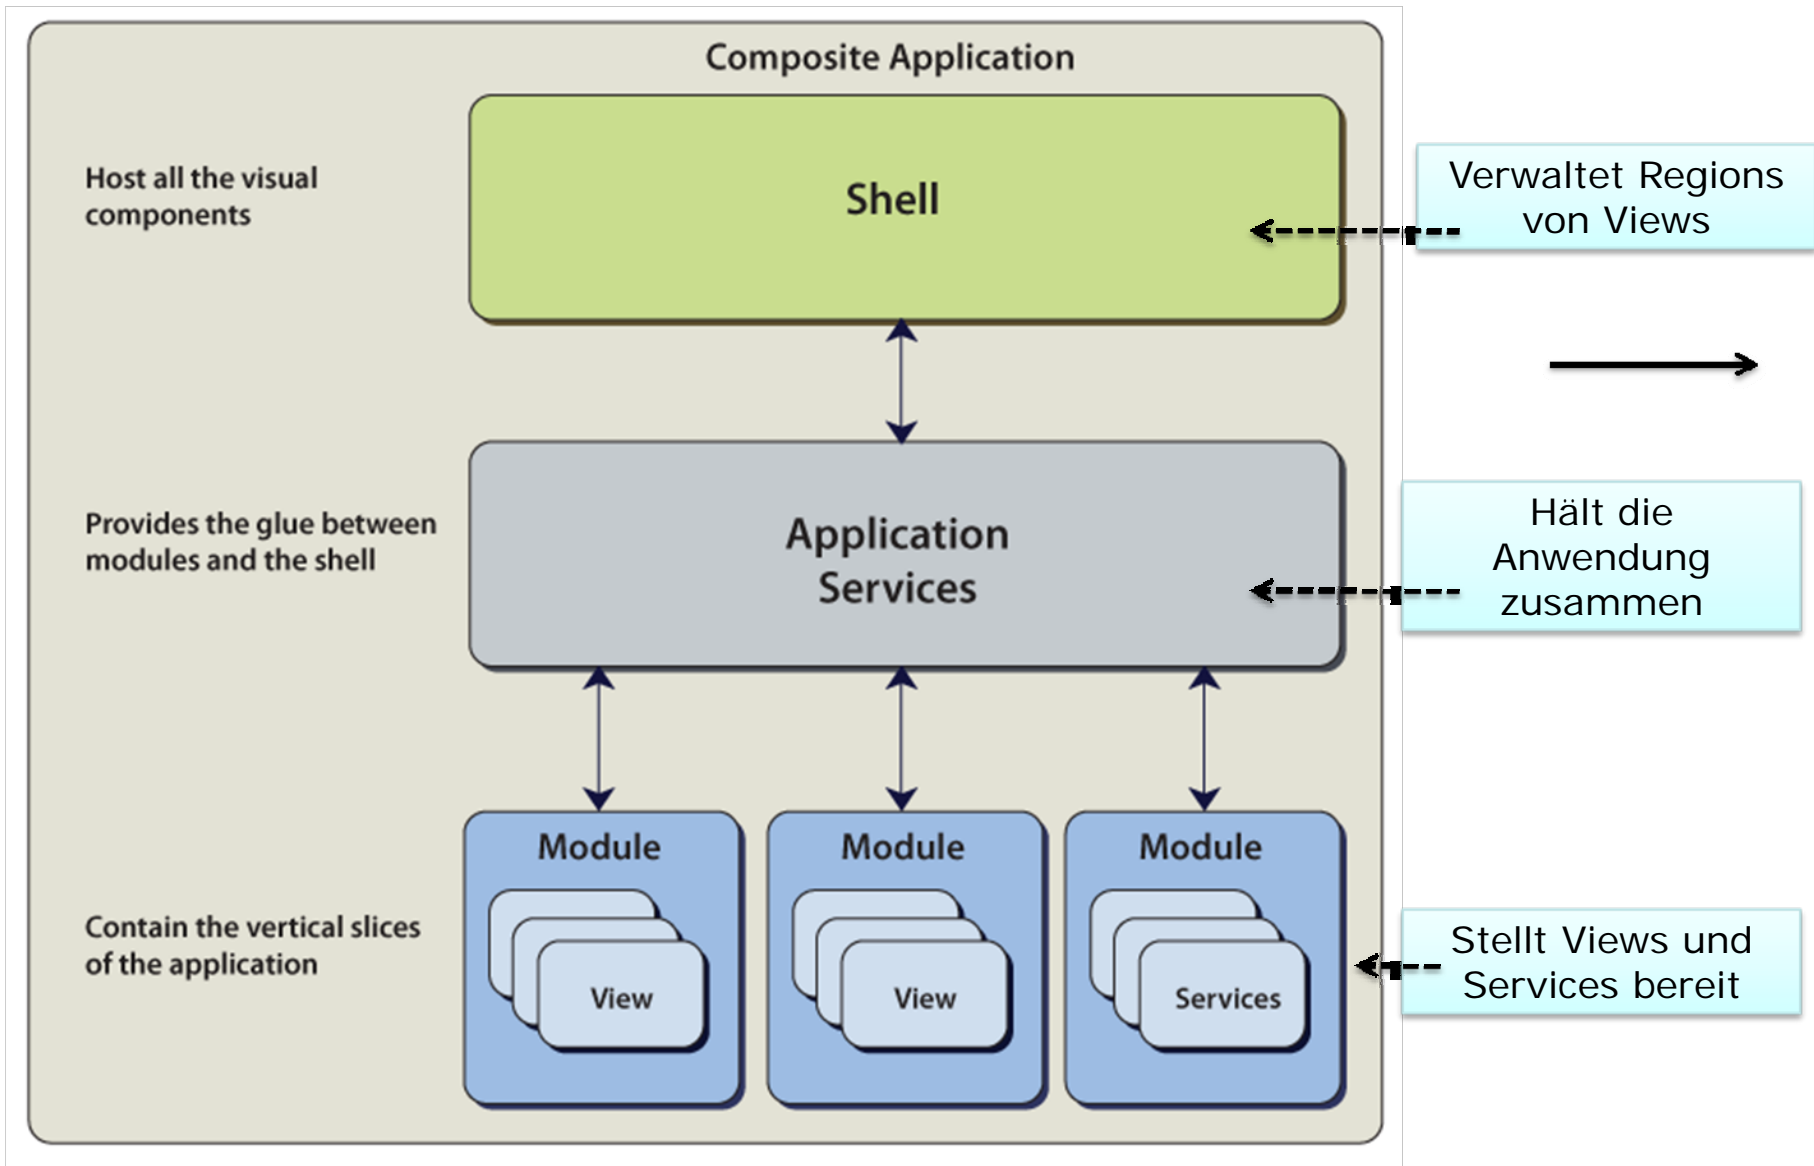 Composite Application
Host all the visual
components
Shell
Verwaltet Regions
von Views
Provides the glue between
modules and the shell
Application
Services
Hält die
Anwendung
zusammen
Contain the vertical slices
of the application
Module
View
Module
View
Module
Services
Stellt Views und
Services bereit